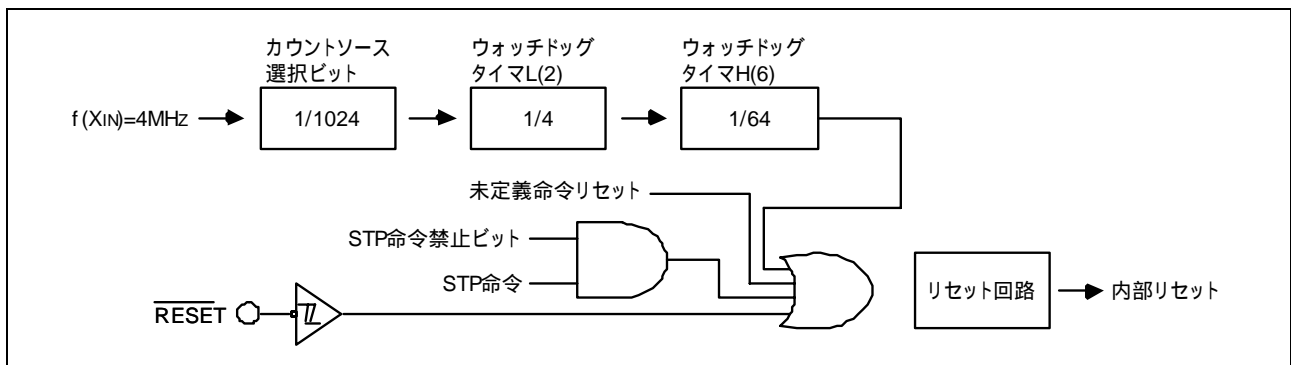 カウントソース
選択ビット
ウォッチドッグ
タイマL(2)
ウォッチドッグ
タイマH(6)
f(XIN)=4MHz
1/1024
1/4
1/64
未定義命令リセット
STP命令禁止ビット
STP命令
RESET
リセット回路
内部リセット